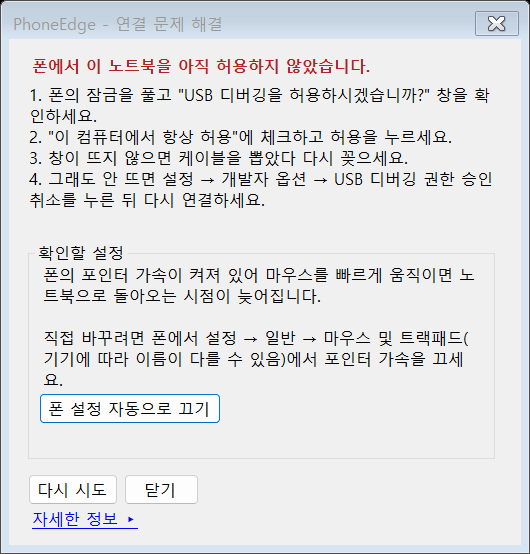 PhoneEdge - 연결 문제 해결
폰에서 이 노트북을 아직 허용하지 않았습니다.
1. 폰의 잠금을 풀고 "USB 디버깅을 허용하시겠습니까?" 창을 확
인하세요.
2. "이 컴퓨터에서 항상 허용"에 체크하고 허용을 누르세요.
3. 창이 뜨지 않으면 케이블을 뽑았다 다시 꽂으세요.
4. 그래도 안 뜨면 설정 → 개발자 옵션 → USB 디버깅 권한 승인
취소를 누른 뒤 다시 연결하세요.
확인할 설정
폰의 포인터 가속이 켜져 있어 마우스를 빠르게 움직이면 노
트북으로 돌아오는 시점이 늦어집니다.
직접 바꾸려면 폰에서 설정 → 일반 → 마우스 및 트랙패드(
기기에 따라 이름이 다를 수 있음)에서 포인터 가속을 끄세
요.
폰 설정 자동으로 끄기
다시 시도
닫기
자세한 정보 ▸